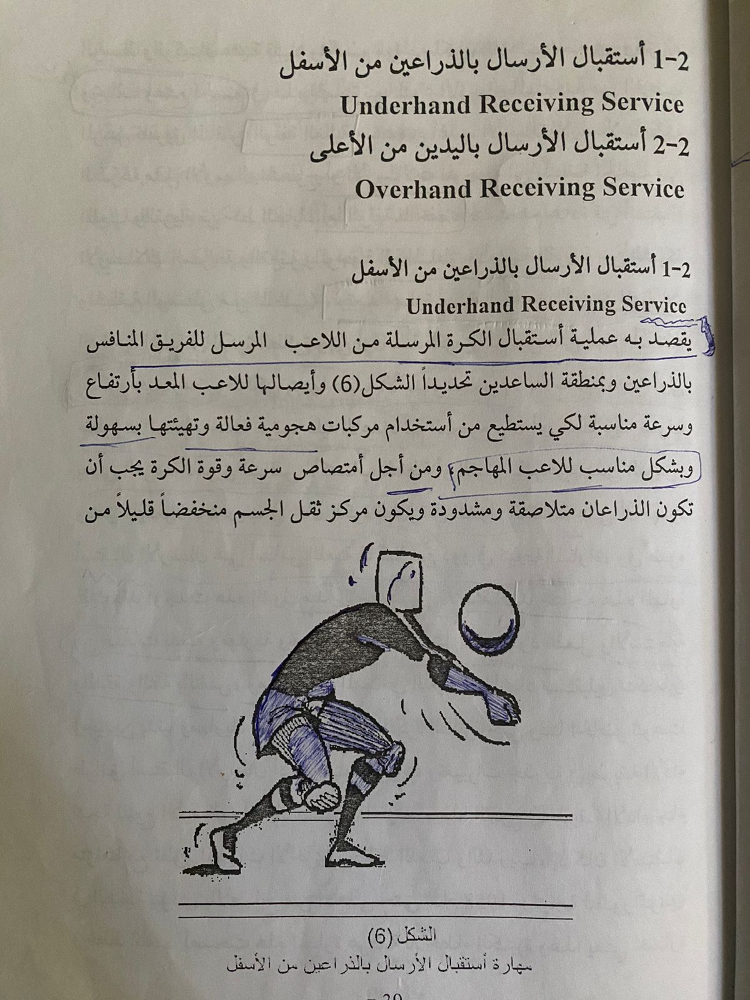 2-1 أستقبال الأرسال بالذراعين من الأسفل
Underhand Receiving Service
2-2 أستقبال الأرسال باليدين من الأعلى
Overhand Receiving Service
2-1 أستقبال الأرسال بالذراعين من الأسفل
Underhand Receiving Service
يقصد به عملية أستقبال الكرة المرسلة من اللاعب المرسل للفريق المنافس
بالذراعين وبمنطقة الساعدين تحديداً الشكل(6) وأيصالها للاعب المعد بأرتفاع
وسرعة مناسبة لكي يستطيع من أستخدام مركبات هجومية فعالة وتهيئتها بسهولة
وبشكل مناسب للاعب المهاجم، ومن أجل أمتصاص سرعة وقوة الكرة يجب أن
تكون الذراعان متلاصقة ومشدودة ويكون مركز ثقل الجسم منخفضاً قليلاً من
الشكل (6)
مهارة أستقبال الأرسال بالذراعين من الأسفل